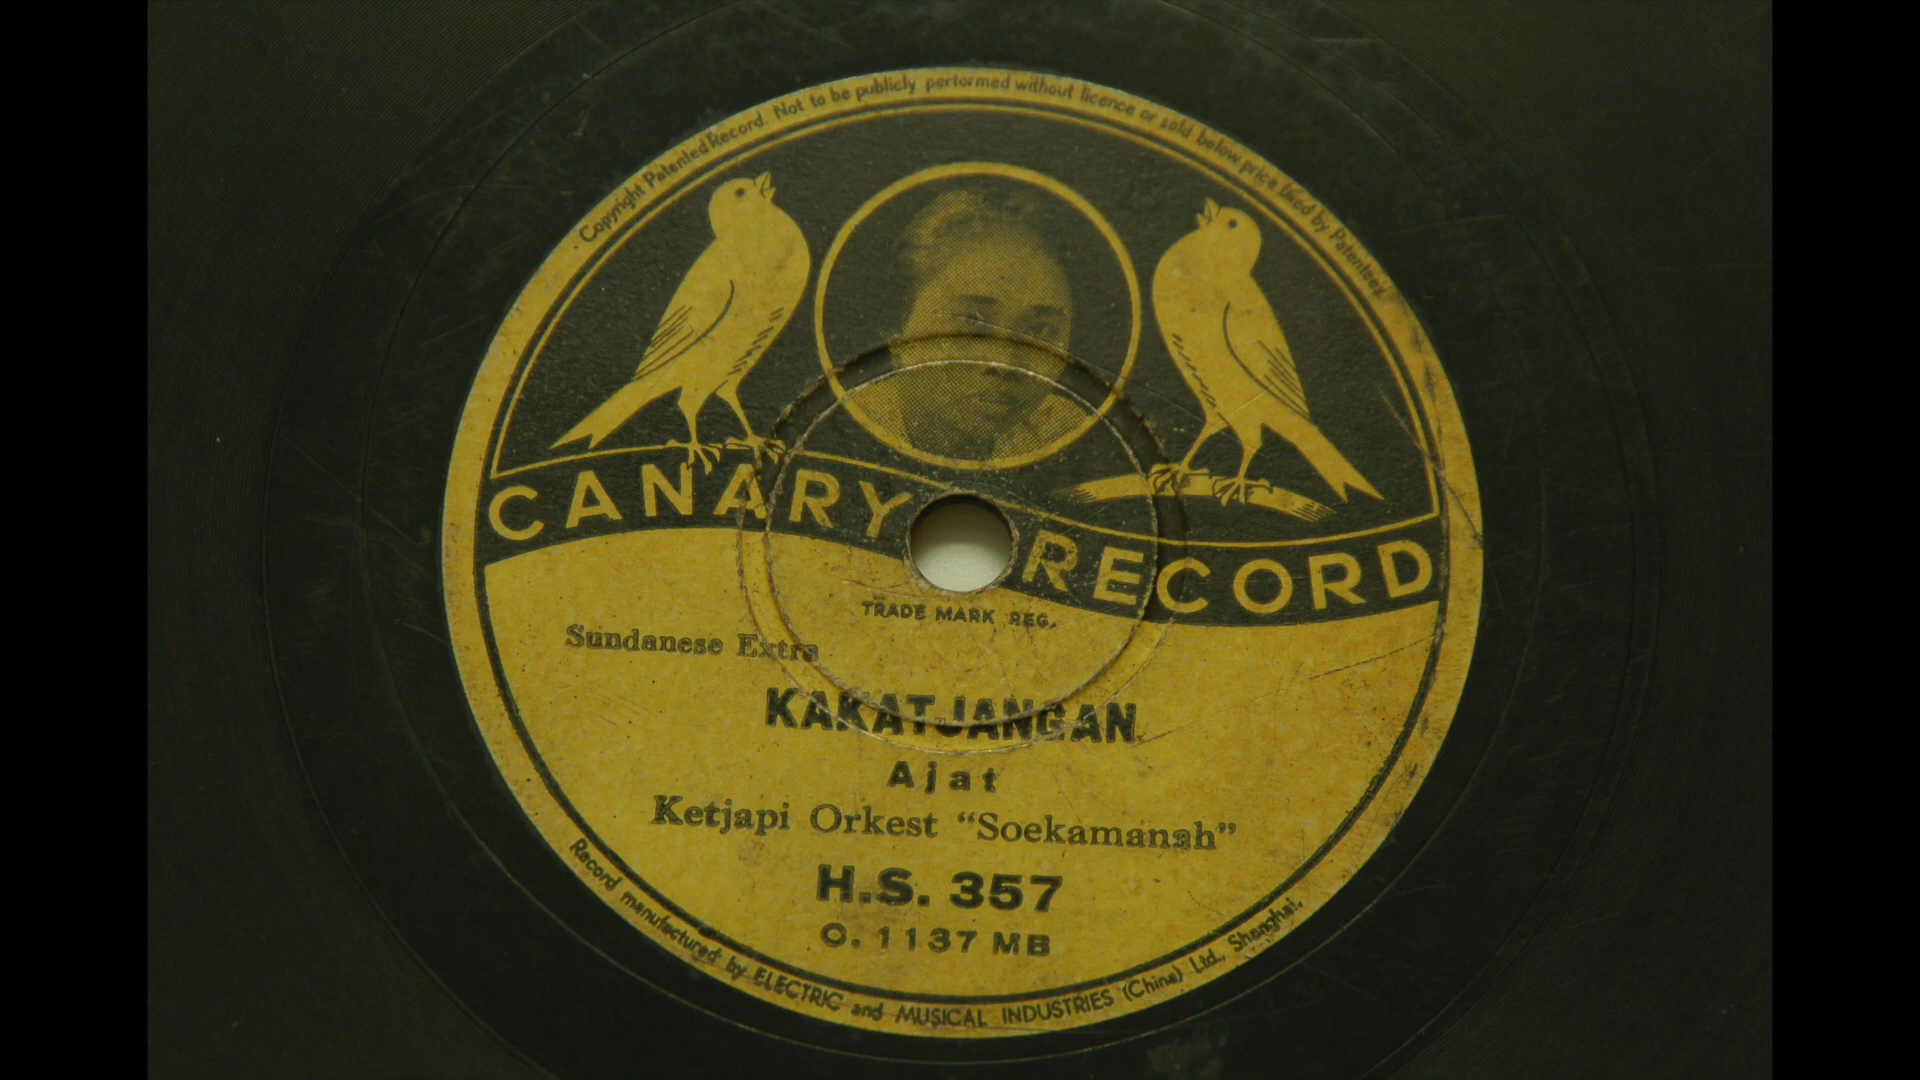 Copyright Patented Record. Not to be publicly performed without licence or sold below price fixed by Patentees.
CANARY RECORD
TRADE MARK REG.
Sundanese Extra
KAKATJANGAN
Ajat
Ketjapi Orkest “Soekamanah”
H.S. 357
O. 1137 MB
Record manufactured by ELECTRIC and MUSICAL INDUSTRIES (China) Ltd., Shanghai.